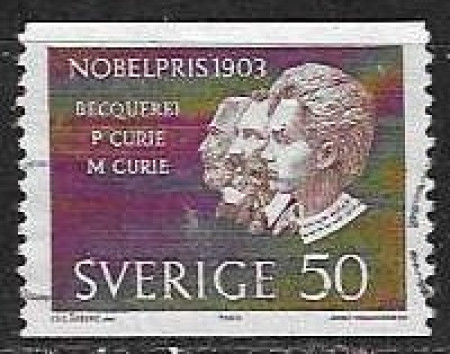 NOBELPRIS 1903
BECQUEREL
P CURIE
M CURIE
SVERIGE 50